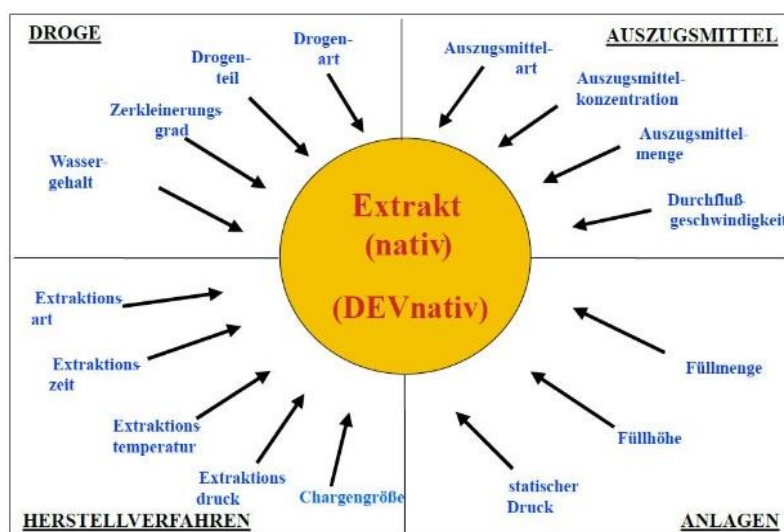 DROGE
Drogen-
art
Drogen-
teil
Zerkleinerungs
grad
Wasser-
gehalt
AUSZUGSMITTEL
Auszugsmittel-
art
Auszugsmittel-
konzentration
Auszugsmittel-
menge
Durchfluß-
geschwindigkeit
Extrakt
(nativ)
(DEVnativ)
Extraktions-
art
Extraktions-
zeit
Extraktions
temperatur
Extraktions
druck
Chargengröße
HERSTELLVERFAHREN
Füllmenge
Füllhöhe
statischer
Druck
ANLAGEN